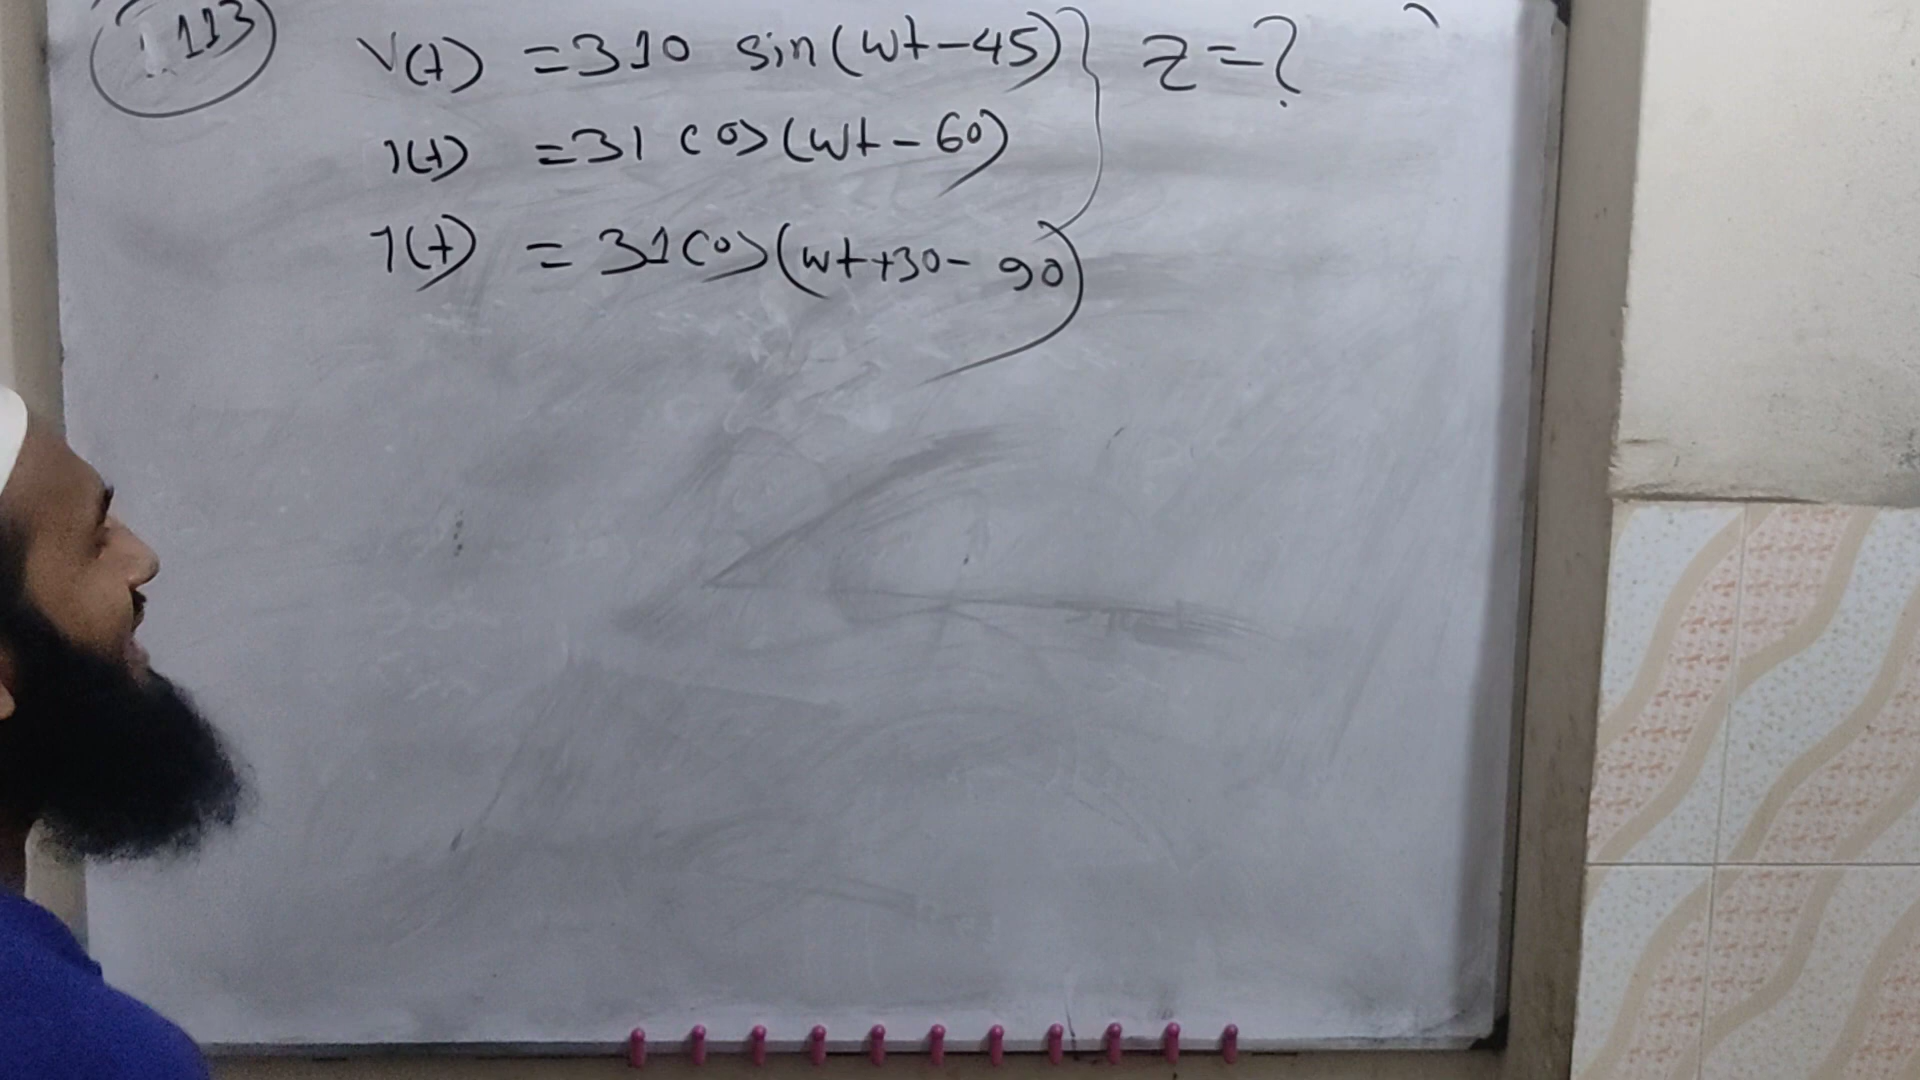 113
V(t) = 310 sin(wt-45) } z=?
I(t) = 31 cos(wt-60)
I(t) = 31 cos(wt+30-90)